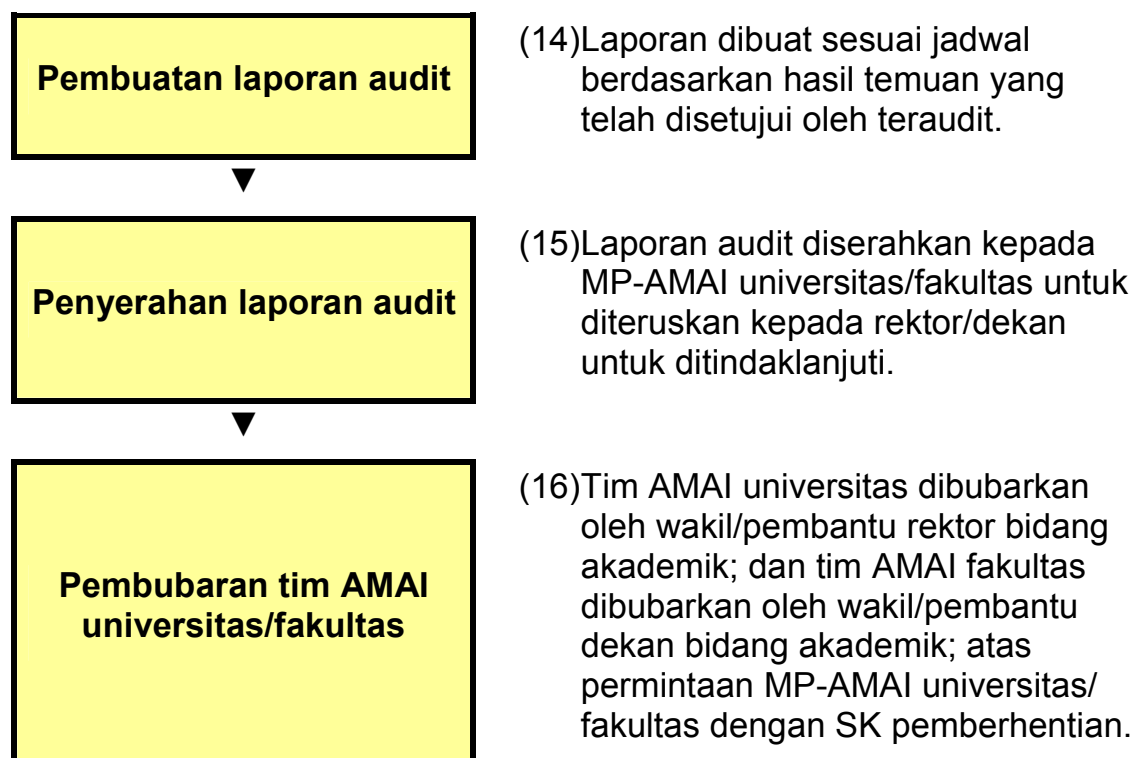 Pembuatan laporan audit
(14)Laporan dibuat sesuai jadwal
berdasarkan hasil temuan yang
telah disetujui oleh teraudit.
▼
Penyerahan laporan audit
(15)Laporan audit diserahkan kepada
MP-AMAI universitas/fakultas untuk
diteruskan kepada rektor/dekan
untuk ditindaklanjuti.
▼
Pembubaran tim AMAI
universitas/fakultas
(16)Tim AMAI universitas dibubarkan
oleh wakil/pembantu rektor bidang
akademik; dan tim AMAI fakultas
dibubarkan oleh wakil/pembantu
dekan bidang akademik; atas
permintaan MP-AMAI universitas/
fakultas dengan SK pemberhentian.